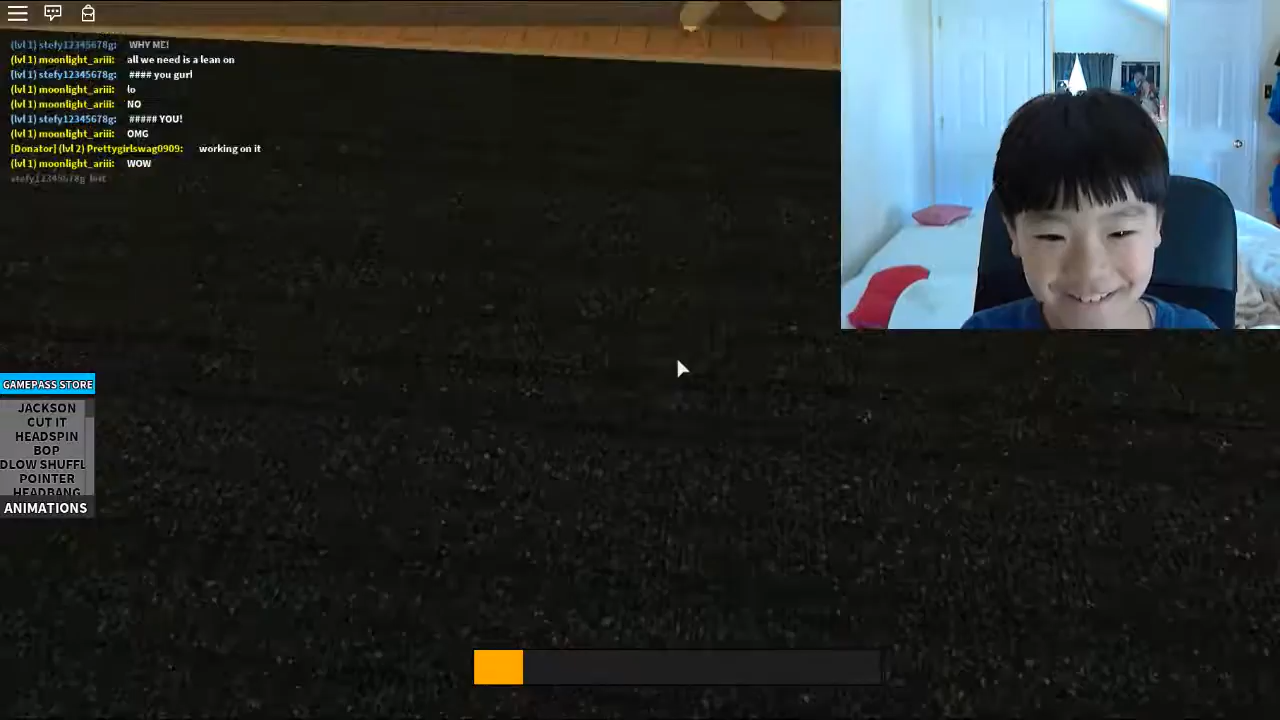 (lvl 1) stefy12345678g: WHY ME!
(lvl 1) moonlight_ariii: all we need is a lean on
(lvl 1) stefy12345678g: #### you gurl
(lvl 1) moonlight_ariii: lo
(lvl 1) moonlight_ariii: NO
(lvl 1) stefy12345678g: ##### YOU!
(lvl 1) moonlight_ariii: OMG
[Donator] (lvl 2) Prettygirlswag0909: working on it
(lvl 1) moonlight_ariii: WOW
stefy12345678g left
GAMEPASS STORE
JACKSON
CUT IT
HEADSPIN
BOP
DLOW SHUFFL
POINTER
HEADBANG
ANIMATIONS